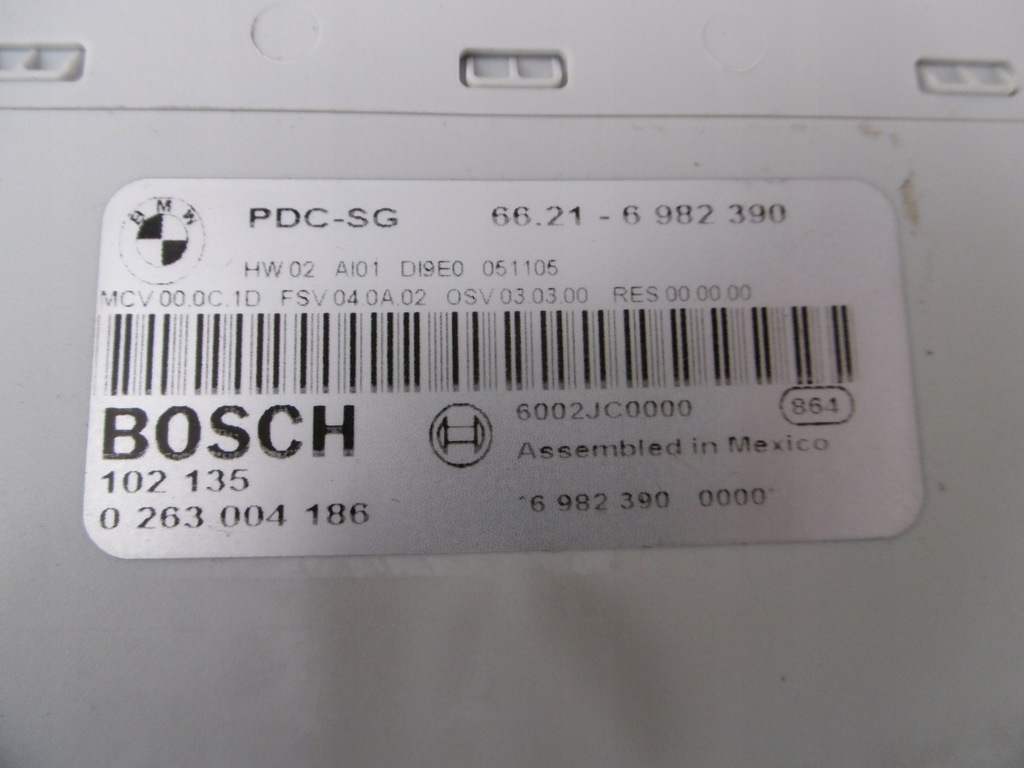 BMW
PDC-SG 66.21 - 6 982 390
HW 02 AI01 DI9E0 051105
MCV 00.0C.1D FSV 04.0A.02 OSV 03.03.00 RES 00.00.00
BOSCH
6002JC0000 864
Assembled in Mexico
102 135
0 263 004 186
*6 982 390 0000*